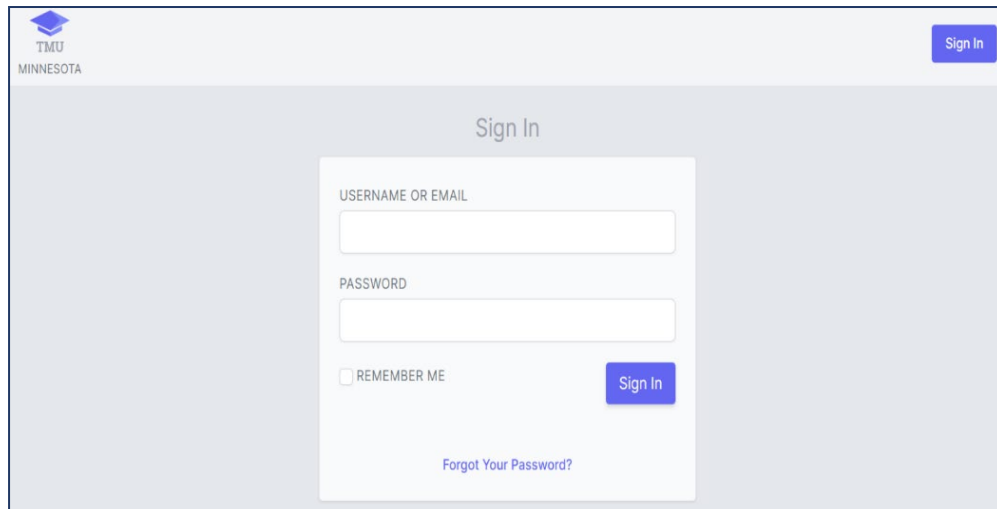 TMU
MINNESOTA
Sign In
Sign In
USERNAME OR EMAIL
PASSWORD
REMEMBER ME
Sign In
Forgot Your Password?